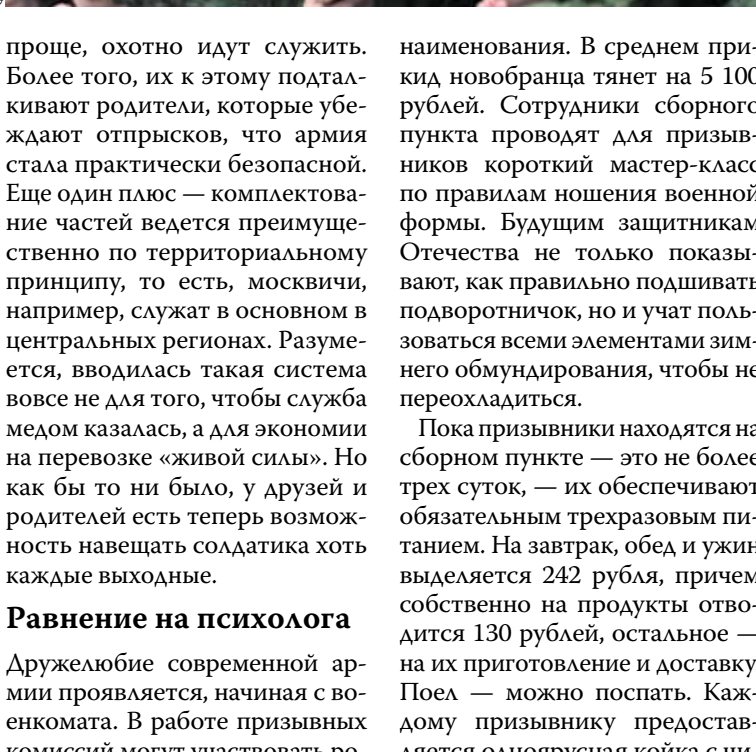 проще, охотно идут служить.
Более того, их к этому подтал-
кивают родители, которые убе-
ждают отпрысков, что армия
стала практически безопасной.
Еще один плюс — комплектова-
ние частей ведется преимуще-
ственно по территориальному
принципу, то есть, москвичи,
например, служат в основном в
центральных регионах. Разуме-
ется, вводилась такая система
вовсе не для того, чтобы служба
медом казалась, а для экономии
на перевозке «живой силы». Но
как бы то ни было, у друзей и
родителей есть теперь возмож-
ность навещать солдатика хоть
каждые выходные.
Равнение на психолога
Дружелюбие современной ар-
мии проявляется, начиная с во-
енкомата. В работе призывных
комиссий могут участвовать ро-
наименования. В среднем при-
кид новобранца тянет на 5 100
рублей. Сотрудники сборного
пункта проводят для призыв-
ников короткий мастер-класс
по правилам ношения военной
формы. Будущим защитникам
Отечества не только показы-
вают, как правильно подшивать
подворотничок, но и учат поль-
зоваться всеми элементами зим-
него обмундирования, чтобы не
переохладиться.
Пока призывники находятся на
сборном пункте — это не более
трех суток, — их обеспечивают
обязательным трехразовым пи-
танием. На завтрак, обед и ужин
выделяется 242 рубля, причем
собственно на продукты отво-
дится 130 рублей, остальное —
на их приготовление и доставку
Поел — можно поспать. Каж-
дому призывнику предостав-
ляется одноярусная койка с